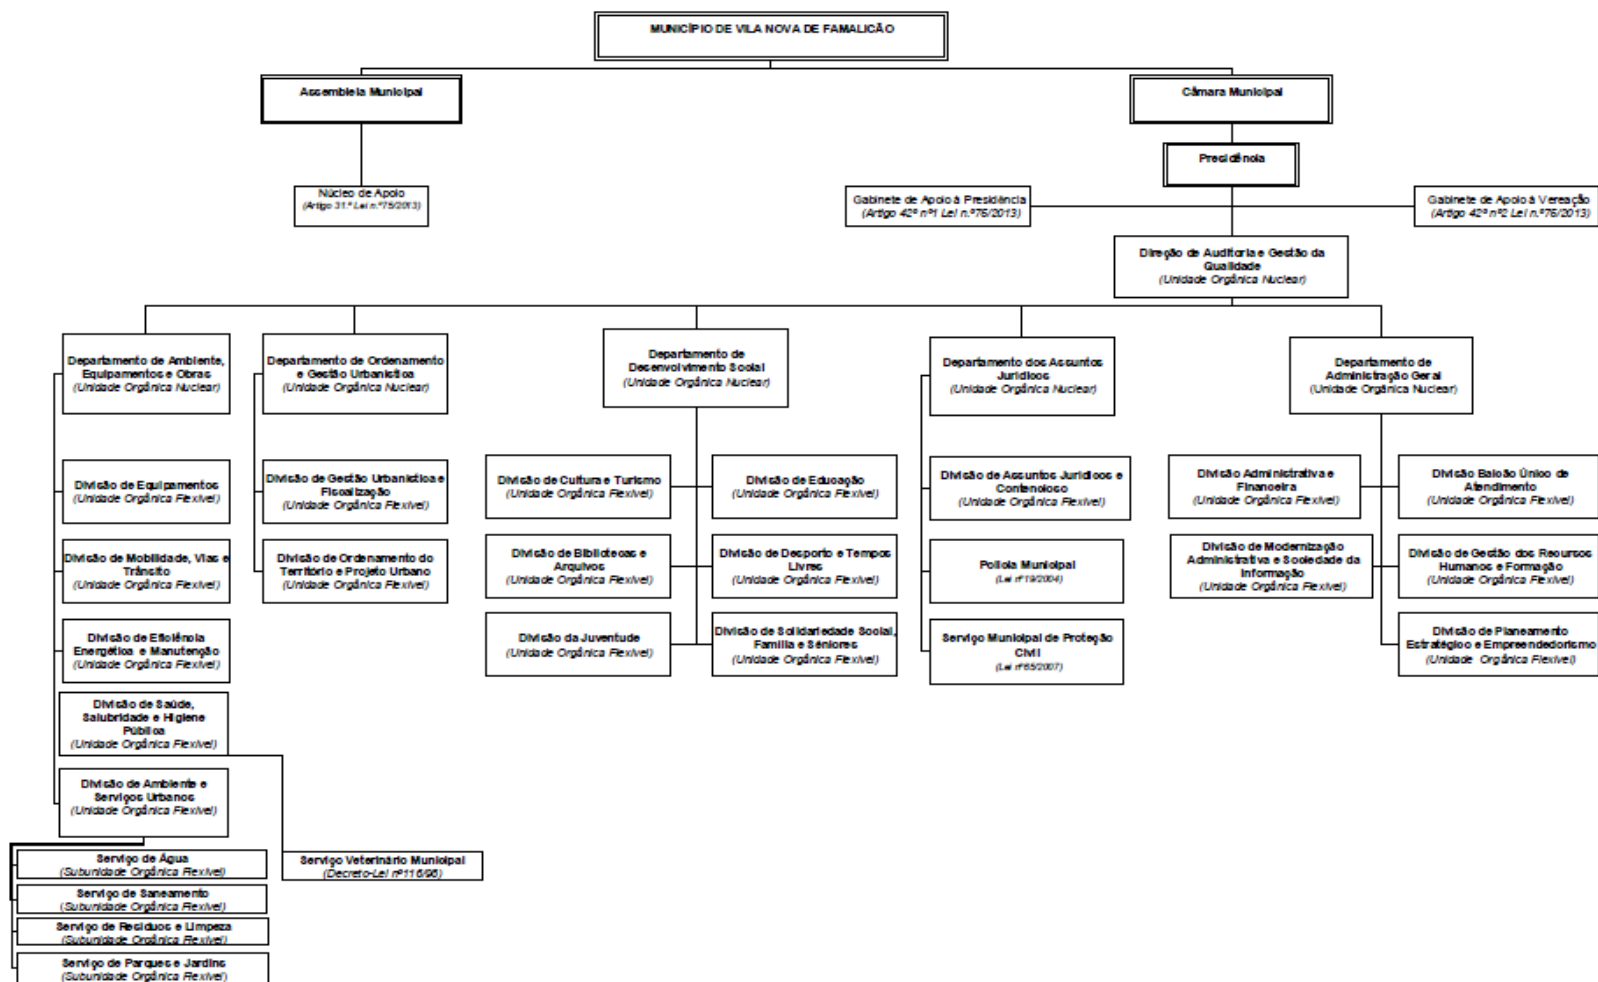 MUNICÍPIO DE VILA NOVA DE FAMALICÃO
Assembleia Municipal
Câmara Municipal
Presidência
Núcleo de Apoio
(Artigo 31.º Lei n.º75/2013)
Gabinete de Apoio à Presidência
(Artigo 42º nº1 Lei n.º75/2013)
Gabinete de Apoio à Vereação
(Artigo 42º nº2 Lei n.º75/2013)
Direção de Auditoria e Gestão da
Qualidade
(Unidade Orgânica Nuclear)
Departamento de Ambiente,
Equipamentos e Obras
(Unidade Orgânica Nuclear)
Departamento de Ordenamento
e Gestão Urbanística
(Unidade Orgânica Nuclear)
Departamento de
Desenvolvimento Social
(Unidade Orgânica Nuclear)
Departamento dos Assuntos
Jurídicos
(Unidade Orgânica Nuclear)
Departamento de
Administração Geral
(Unidade Orgânica Nuclear)
Divisão de Equipamentos
(Unidade Orgânica Flexível)
Divisão de Gestão Urbanística e
Fiscalização
(Unidade Orgânica Flexível)
Divisão de Cultura e Turismo
(Unidade Orgânica Flexível)
Divisão de Educação
(Unidade Orgânica Flexível)
Divisão de Assuntos Jurídicos e
Contencioso
(Unidade Orgânica Flexível)
Divisão Administrativa e
Financeira
(Unidade Orgânica Flexível)
Divisão Balcão Único de
Atendimento
(Unidade Orgânica Flexível)
Divisão de Mobilidade, Vias e
Trânsito
(Unidade Orgânica Flexível)
Divisão de Ordenamento do
Território e Projeto Urbano
(Unidade Orgânica Flexível)
Divisão de Bibliotecas e
Arquivos
(Unidade Orgânica Flexível)
Divisão de Desporto e Tempos
Livres
(Unidade Orgânica Flexível)
Polícia Municipal
(Lei nº19/2004)
Divisão de Modernização
Administrativa e Sociedade da
Informação
(Unidade Orgânica Flexível)
Divisão de Gestão dos Recursos
Humanos e Formação
(Unidade Orgânica Flexível)
Divisão de Eficiência
Energética e Manutenção
(Unidade Orgânica Flexível)
Divisão da Juventude
(Unidade Orgânica Flexível)
Divisão de Solidariedade Social,
Família e Séniores
(Unidade Orgânica Flexível)
Serviço Municipal de Proteção
Civil
(Lei nº65/2007)
Divisão de Planeamento
Estratégico e Empreendedorismo
(Unidade Orgânica Flexível)
Divisão de Saúde,
Salubridade e Higiene
Pública
(Unidade Orgânica Flexível)
Divisão de Ambiente e
Serviços Urbanos
(Unidade Orgânica Flexível)
Serviço de Água
(Subunidade Orgânica Flexível)
Serviço Veterinário Municipal
(Decreto-Lei nº116/98)
Serviço de Saneamento
(Subunidade Orgânica Flexível)
Serviço de Resíduos e Limpeza
(Subunidade Orgânica Flexível)
Serviço de Parques e Jardins
(Subunidade Orgânica Flexível)